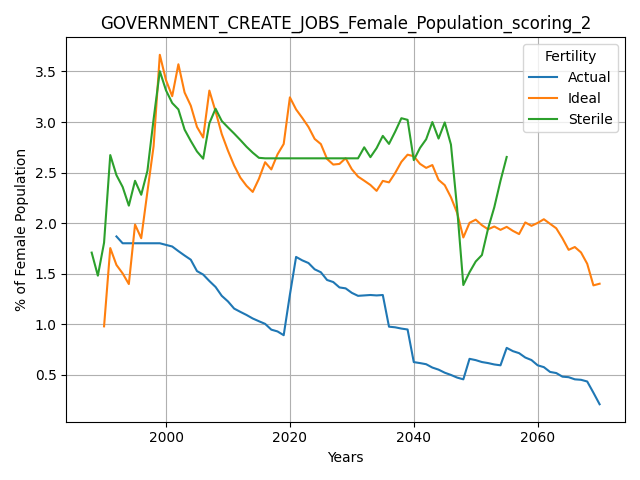 GOVERNMENT_CREATE_JOBS_Female_Population_scoring_2
Fertility
Actual
Ideal
Sterile
% of Female Population
3.5
3.0
2.5
2.0
1.5
1.0
0.5
2000
2020
2040
2060
Years